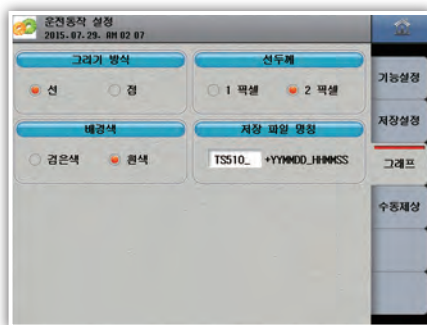 운전동작 설정
2015.07.29. AM 02 07
그리기 방식
선두께
선
점
1 픽셀
2 픽셀
배경색
저장 파일 명칭
검은색
흰색
TS510_ +YYMMDD_HHMMSS
기능설정
저장설정
그래프
수동재상